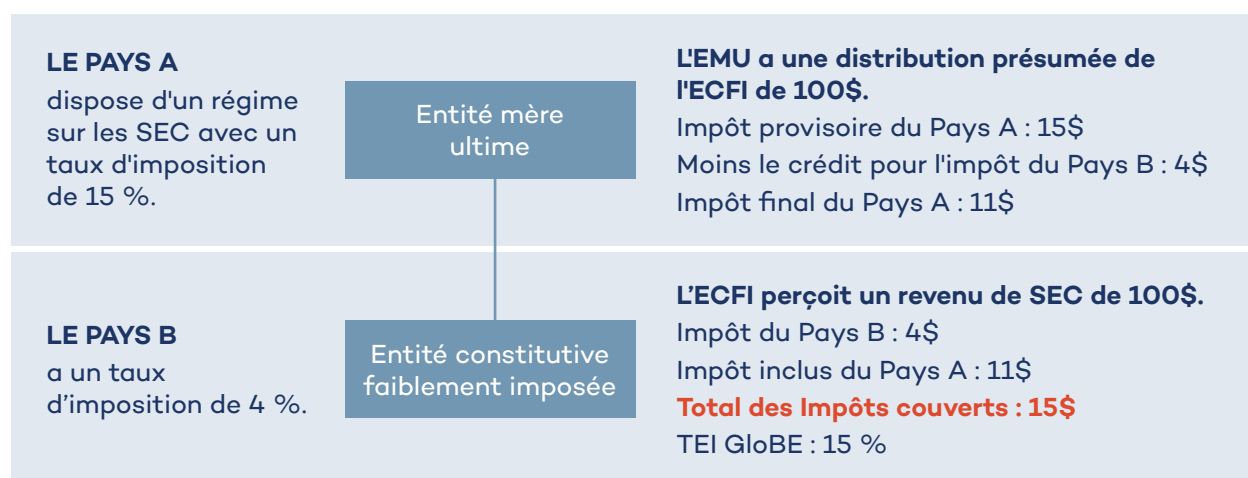 LE PAYS A
dispose d'un régime
sur les SEC avec un
taux d'imposition
de 15 %.
Entité mère
ultime
L'EMU a une distribution présumée de
l'ECFI de 100$.
Impôt provisoire du Pays A : 15$
Moins le crédit pour l'impôt du Pays B : 4$
Impôt final du Pays A : 11$
LE PAYS B
a un taux
d’imposition de 4 %.
Entité constitutive
faiblement imposée
L’ECFI perçoit un revenu de SEC de 100$.
Impôt du Pays B : 4$
Impôt inclus du Pays A : 11$
Total des Impôts couverts : 15$
TEI GloBE : 15 %